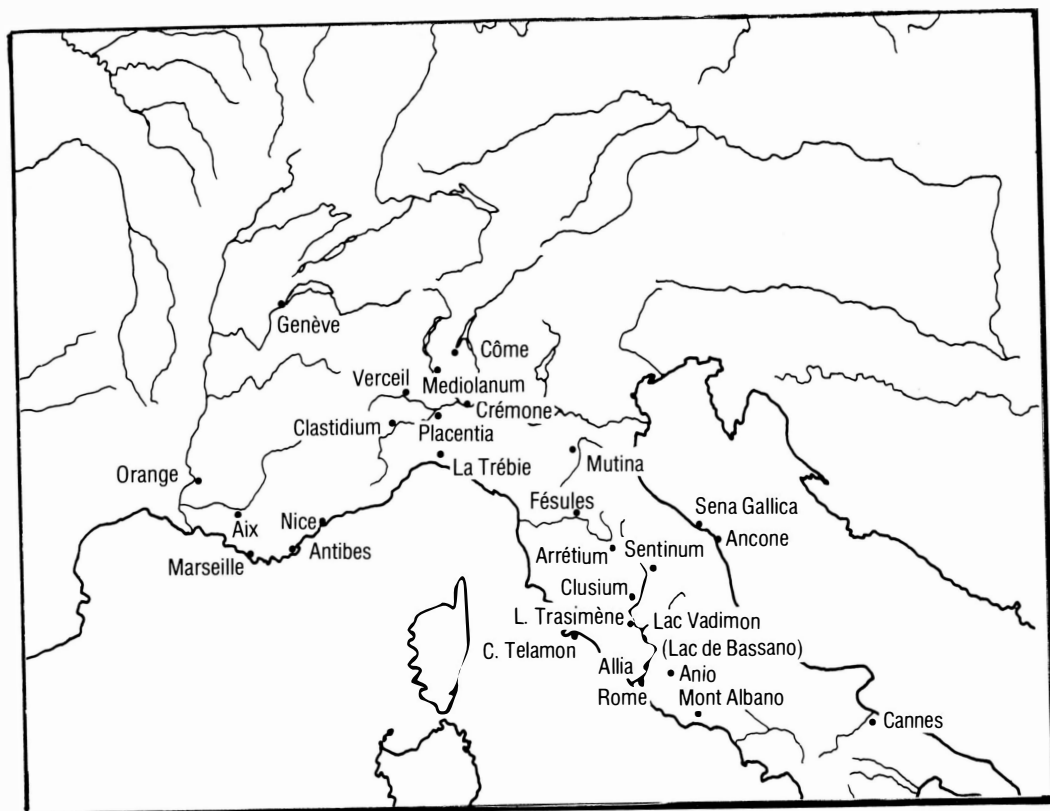 Genève
Côme
Verceil
Mediolanum
Crémone
Clastidium
Placentia
La Trébie
Mutina
Orange
Fésules
Sena Gallica
Aix
Nice
Ancone
Antibes
Marseille
Arrétium
Sentinum
Clusium
L. Trasimène
Lac Vadimon
(Lac de Bassano)
C. Telamon
Allia
Anio
Rome
Mont Albano
Cannes